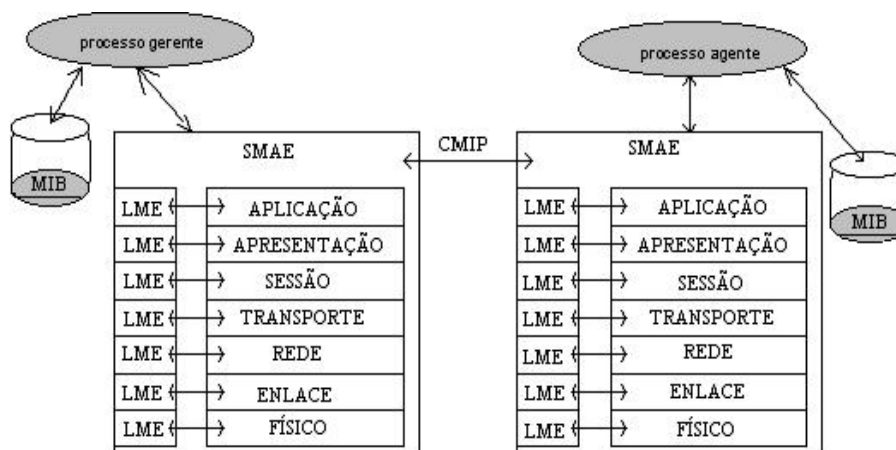 processo gerente
processo agente
SMAE
CMIP
SMAE
MIB
MIB
LME APLICAÇÃO
LME APRESENTAÇÃO
LME SESSÃO
LME TRANSPORTE
LME REDE
LME ENLACE
LME FÍSICO
LME APLICAÇÃO
LME APRESENTAÇÃO
LME SESSÃO
LME TRANSPORTE
LME REDE
LME ENLACE
LME FÍSICO